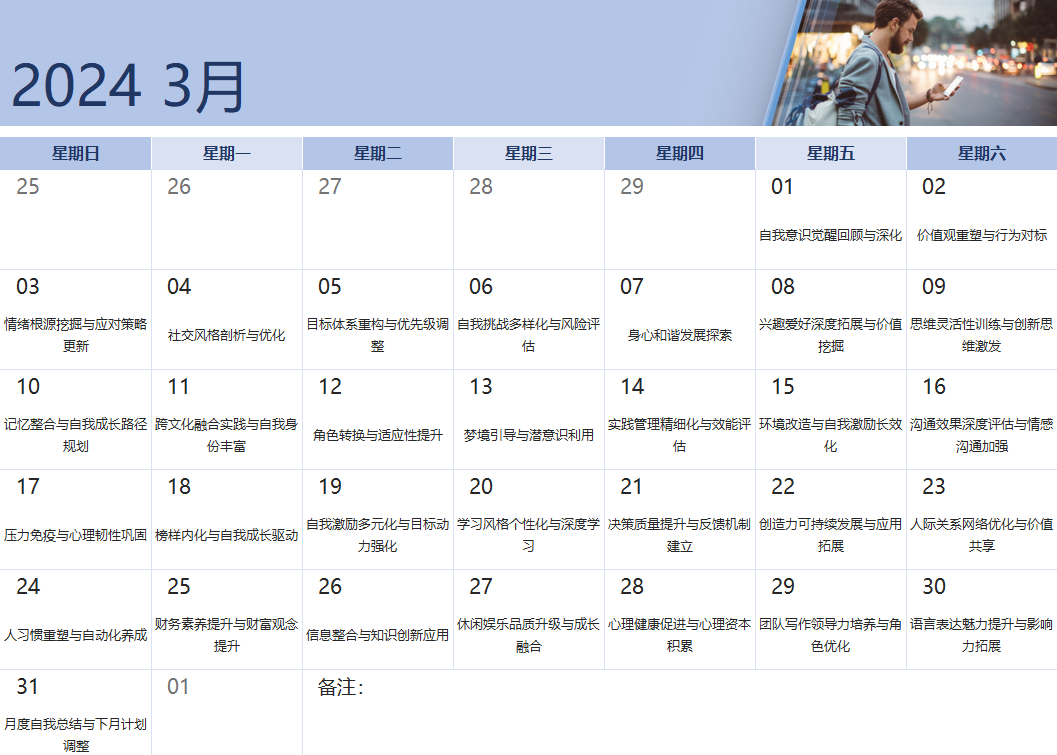 2024 3月
星期日 星期一 星期二 星期三 星期四 星期五 星期六
25 26 27 28 29 01 02
自我意识觉醒回顾与深化 价值观重塑与行为对标
03 04 05 06 07 08 09
情绪根源挖掘与应对策略
更新
社交风格剖析与优化
目标体系重构与优先级调
整
自我挑战多样化与风险评
估
身心和谐发展探索
兴趣爱好深度拓展与价值
挖掘
思维灵活性训练与创新思
维激发
10 11 12 13 14 15 16
记忆整合与自我成长路径
规划
跨文化融合实践与自我身
份丰富
角色转换与适应性提升
梦境引导与潜意识利用
实践管理精细化与效能评
估
环境改造与自我激励长效
化
沟通效果深度评估与情感
沟通加强
17 18 19 20 21 22 23
压力免疫与心理韧性巩固
榜样内化与自我成长驱动
自我激励多元化与目标动
力强化
学习风格个性化与深度学
习
决策质量提升与反馈机制
建立
创造力可持续发展与应用
拓展
人际关系网络优化与价值
共享
24 25 26 27 28 29 30
人习惯重塑与自动化养成
财务素养提升与财富观念
提升
信息整合与知识创新应用
休闲娱乐品质升级与成长
融合
心理健康促进与心理资本
积累
团队写作领导力培养与角
色优化
语言表达魅力提升与影响
力拓展
31 01 备注：
月度自我总结与下月计划
调整